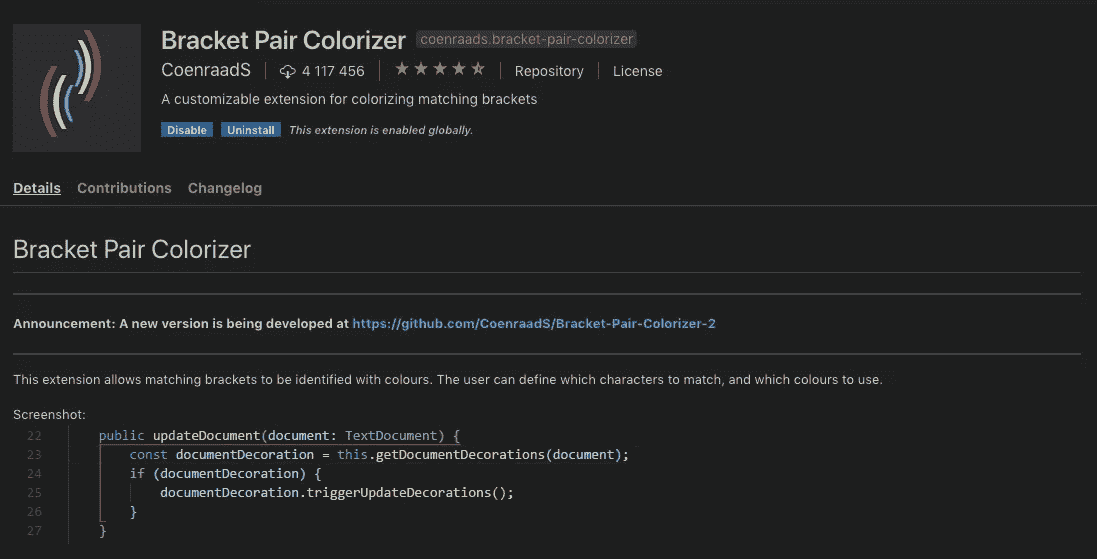 Bracket Pair Colorizer coenraads.bracket-pair-colorizer
CoenraadS 4 117 456 Repository License
A customizable extension for colorizing matching brackets
Disable Uninstall This extension is enabled globally.
Details Contributions Changelog
Bracket Pair Colorizer
Announcement: A new version is being developed at https://github.com/CoenraadS/Bracket-Pair-Colorizer-2
This extension allows matching brackets to be identified with colours. The user can define which characters to match, and which colours to use.
Screenshot:
22 public updateDocument(document: TextDocument) {
23 const documentDecoration = this.getDocumentDecorations(document);
24 if (documentDecoration) {
25 documentDecoration.triggerUpdateDecorations();
26 }
27 }